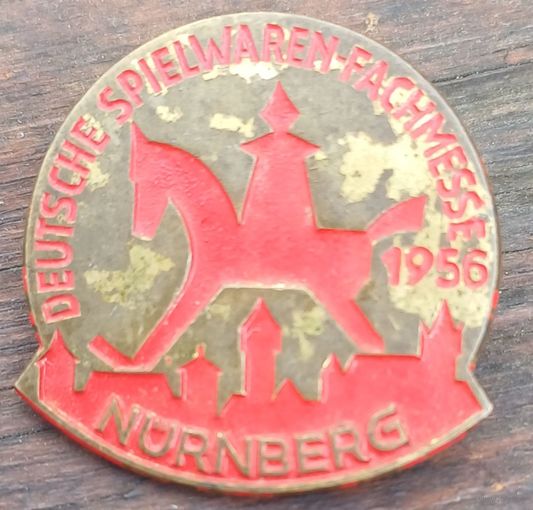 DEUTSCHE SPIELWAREN-FACHMESSE
1956
NÜRNBERG